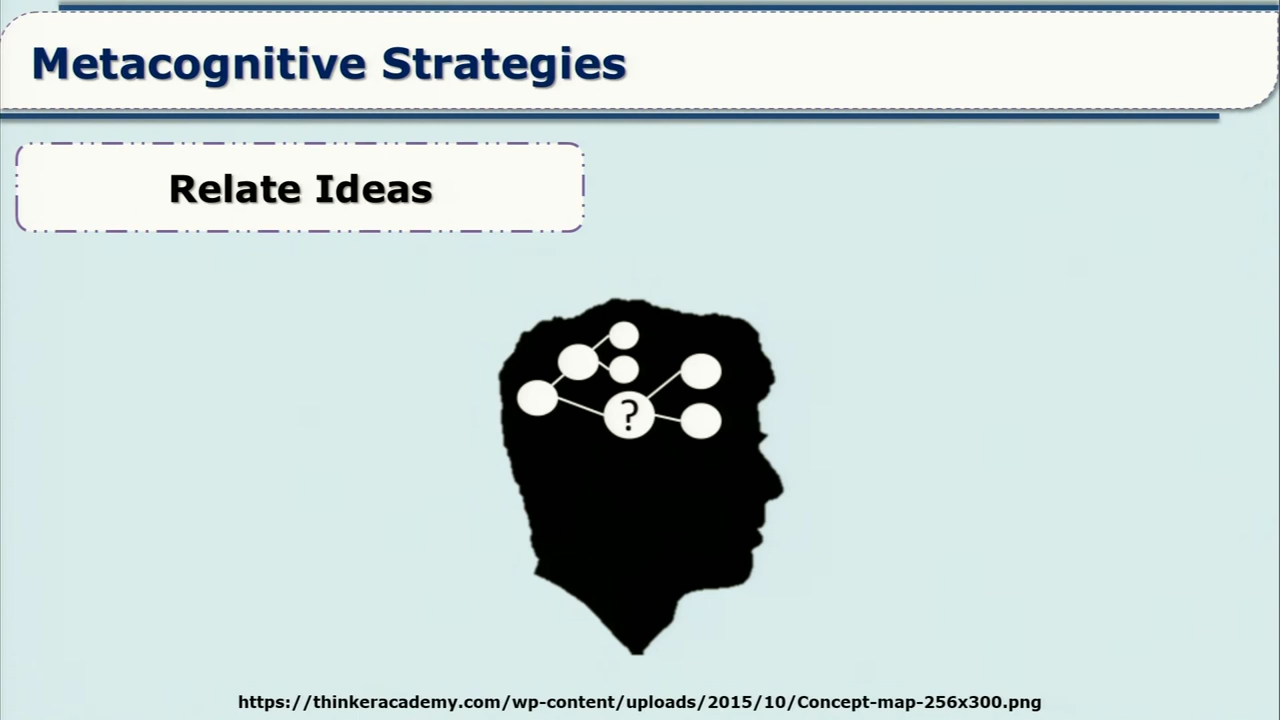 Metacognitive Strategies
Relate Ideas
?
https://thinkeracademy.com/wp-content/uploads/2015/10/Concept-map-256x300.png